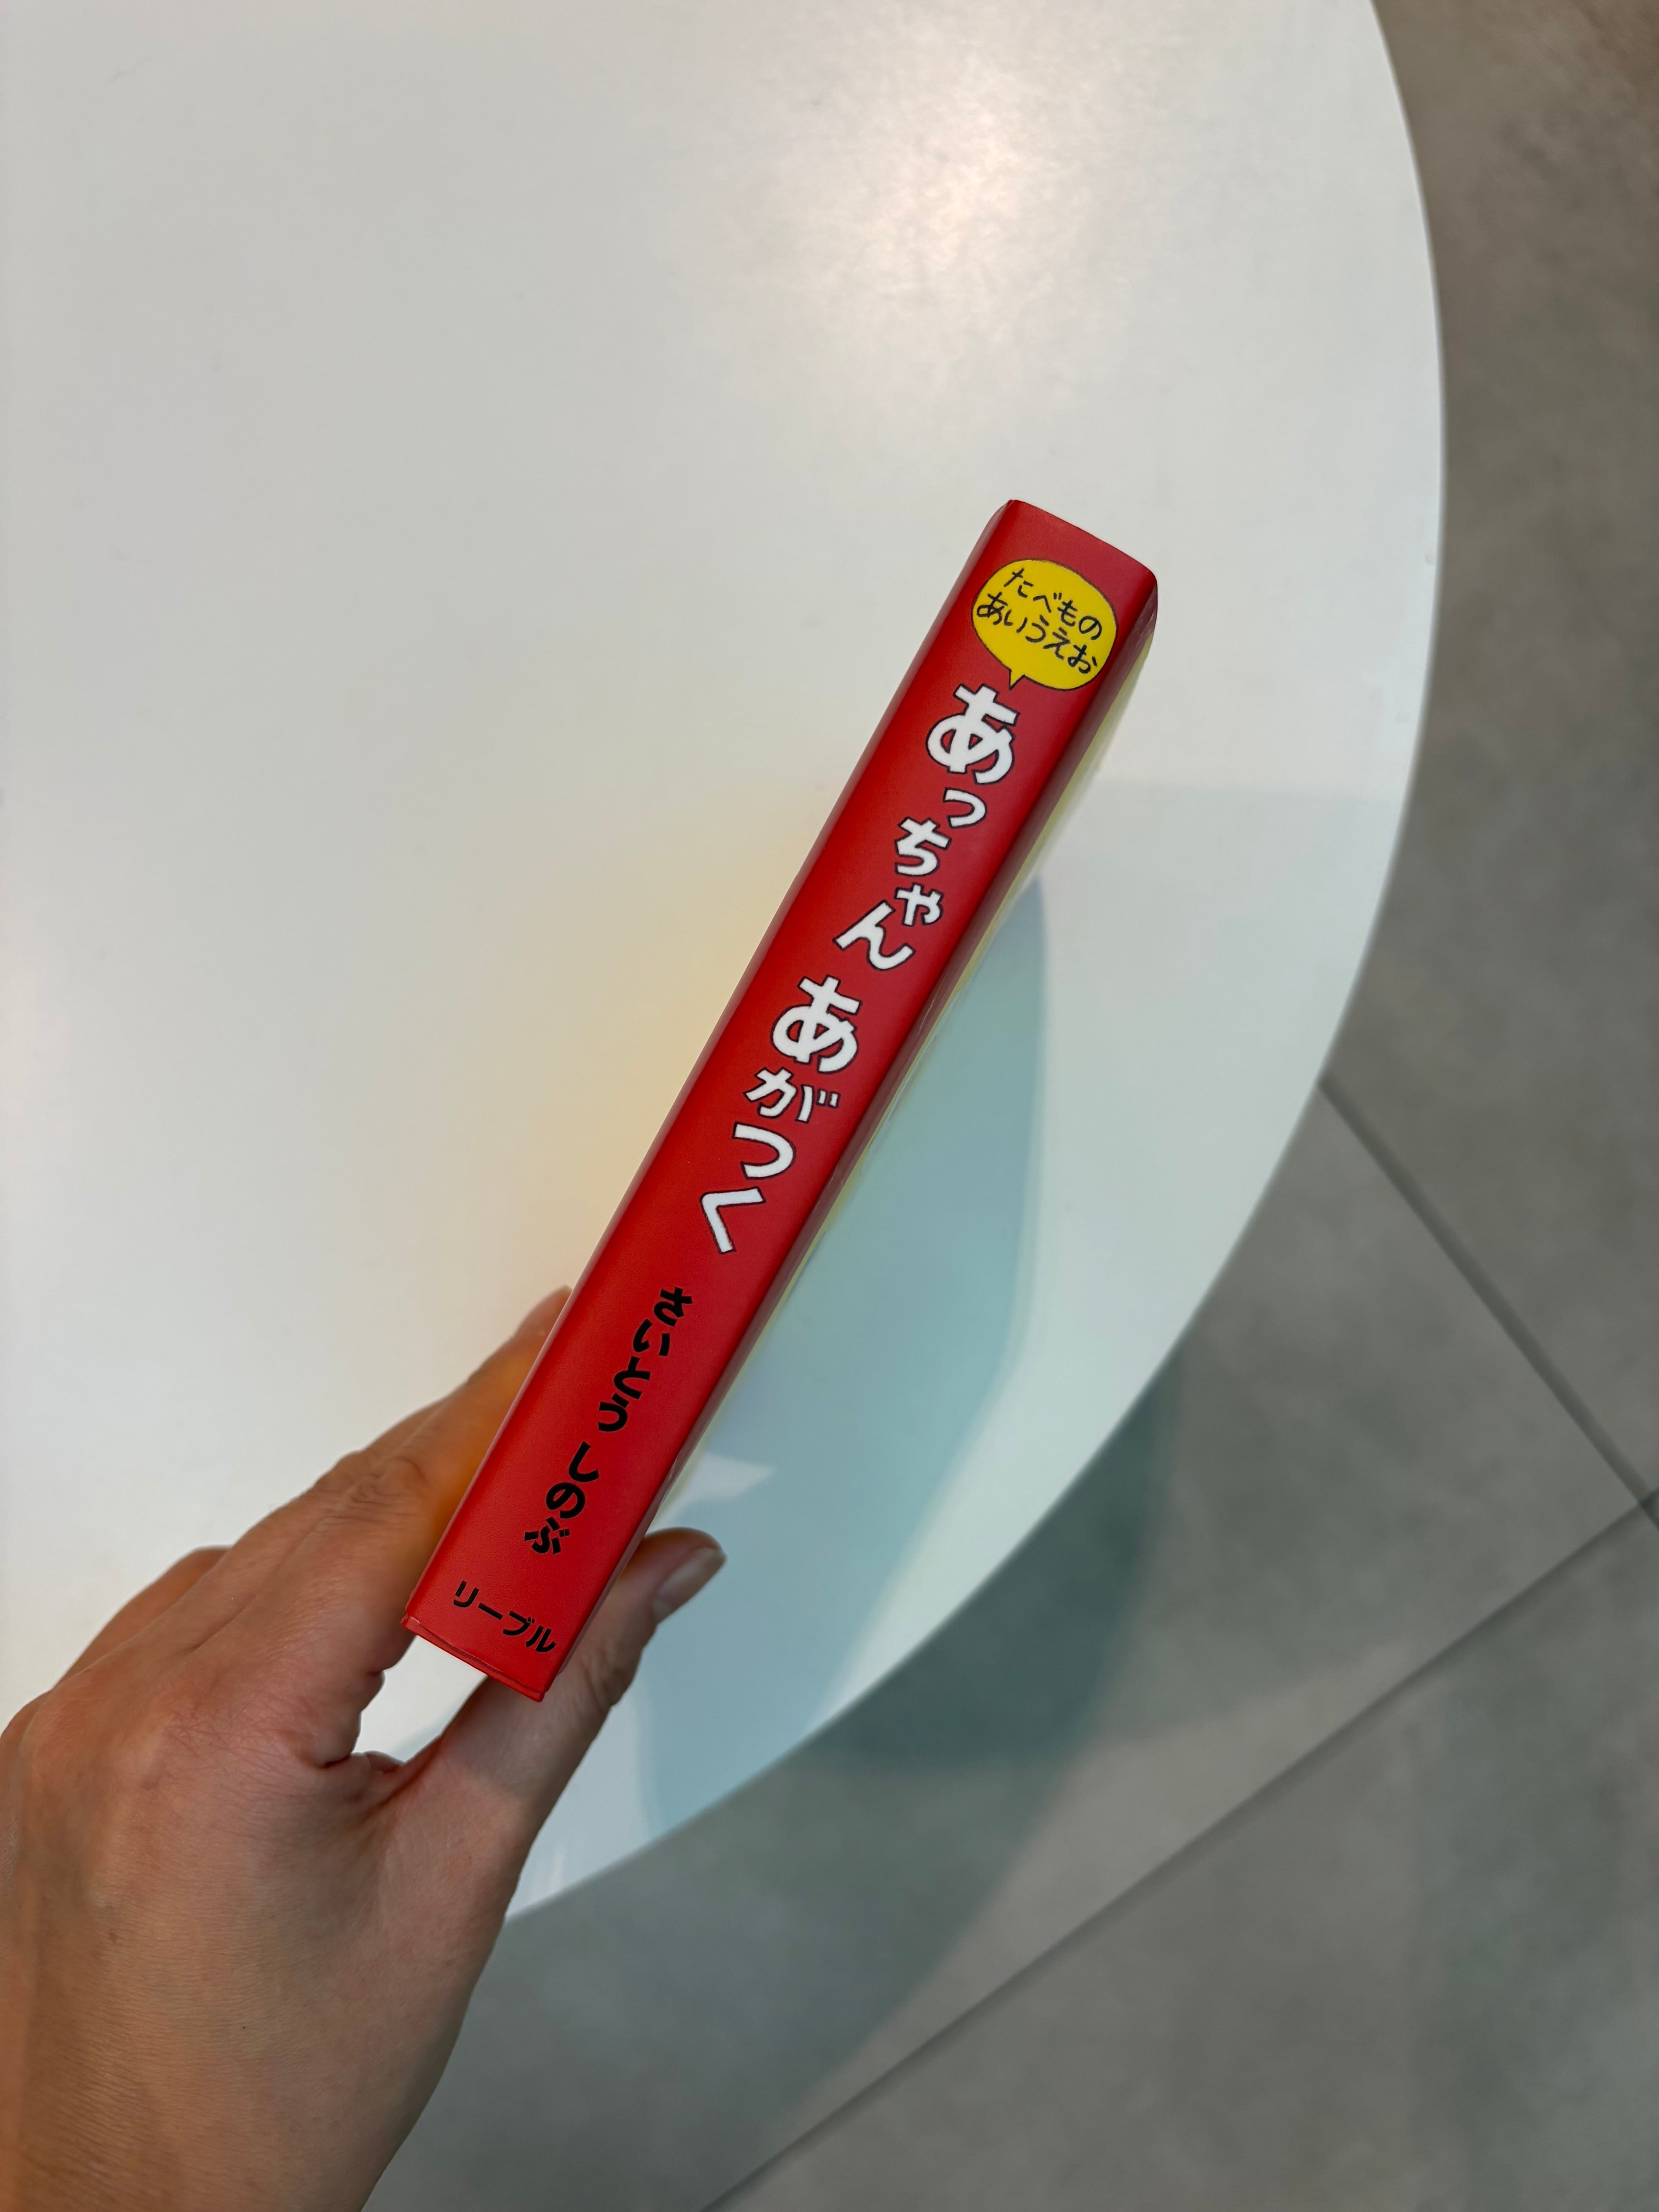 たべもの
あいうえお
あっちゃん あがつく
さいとう しのぶ
リーブル